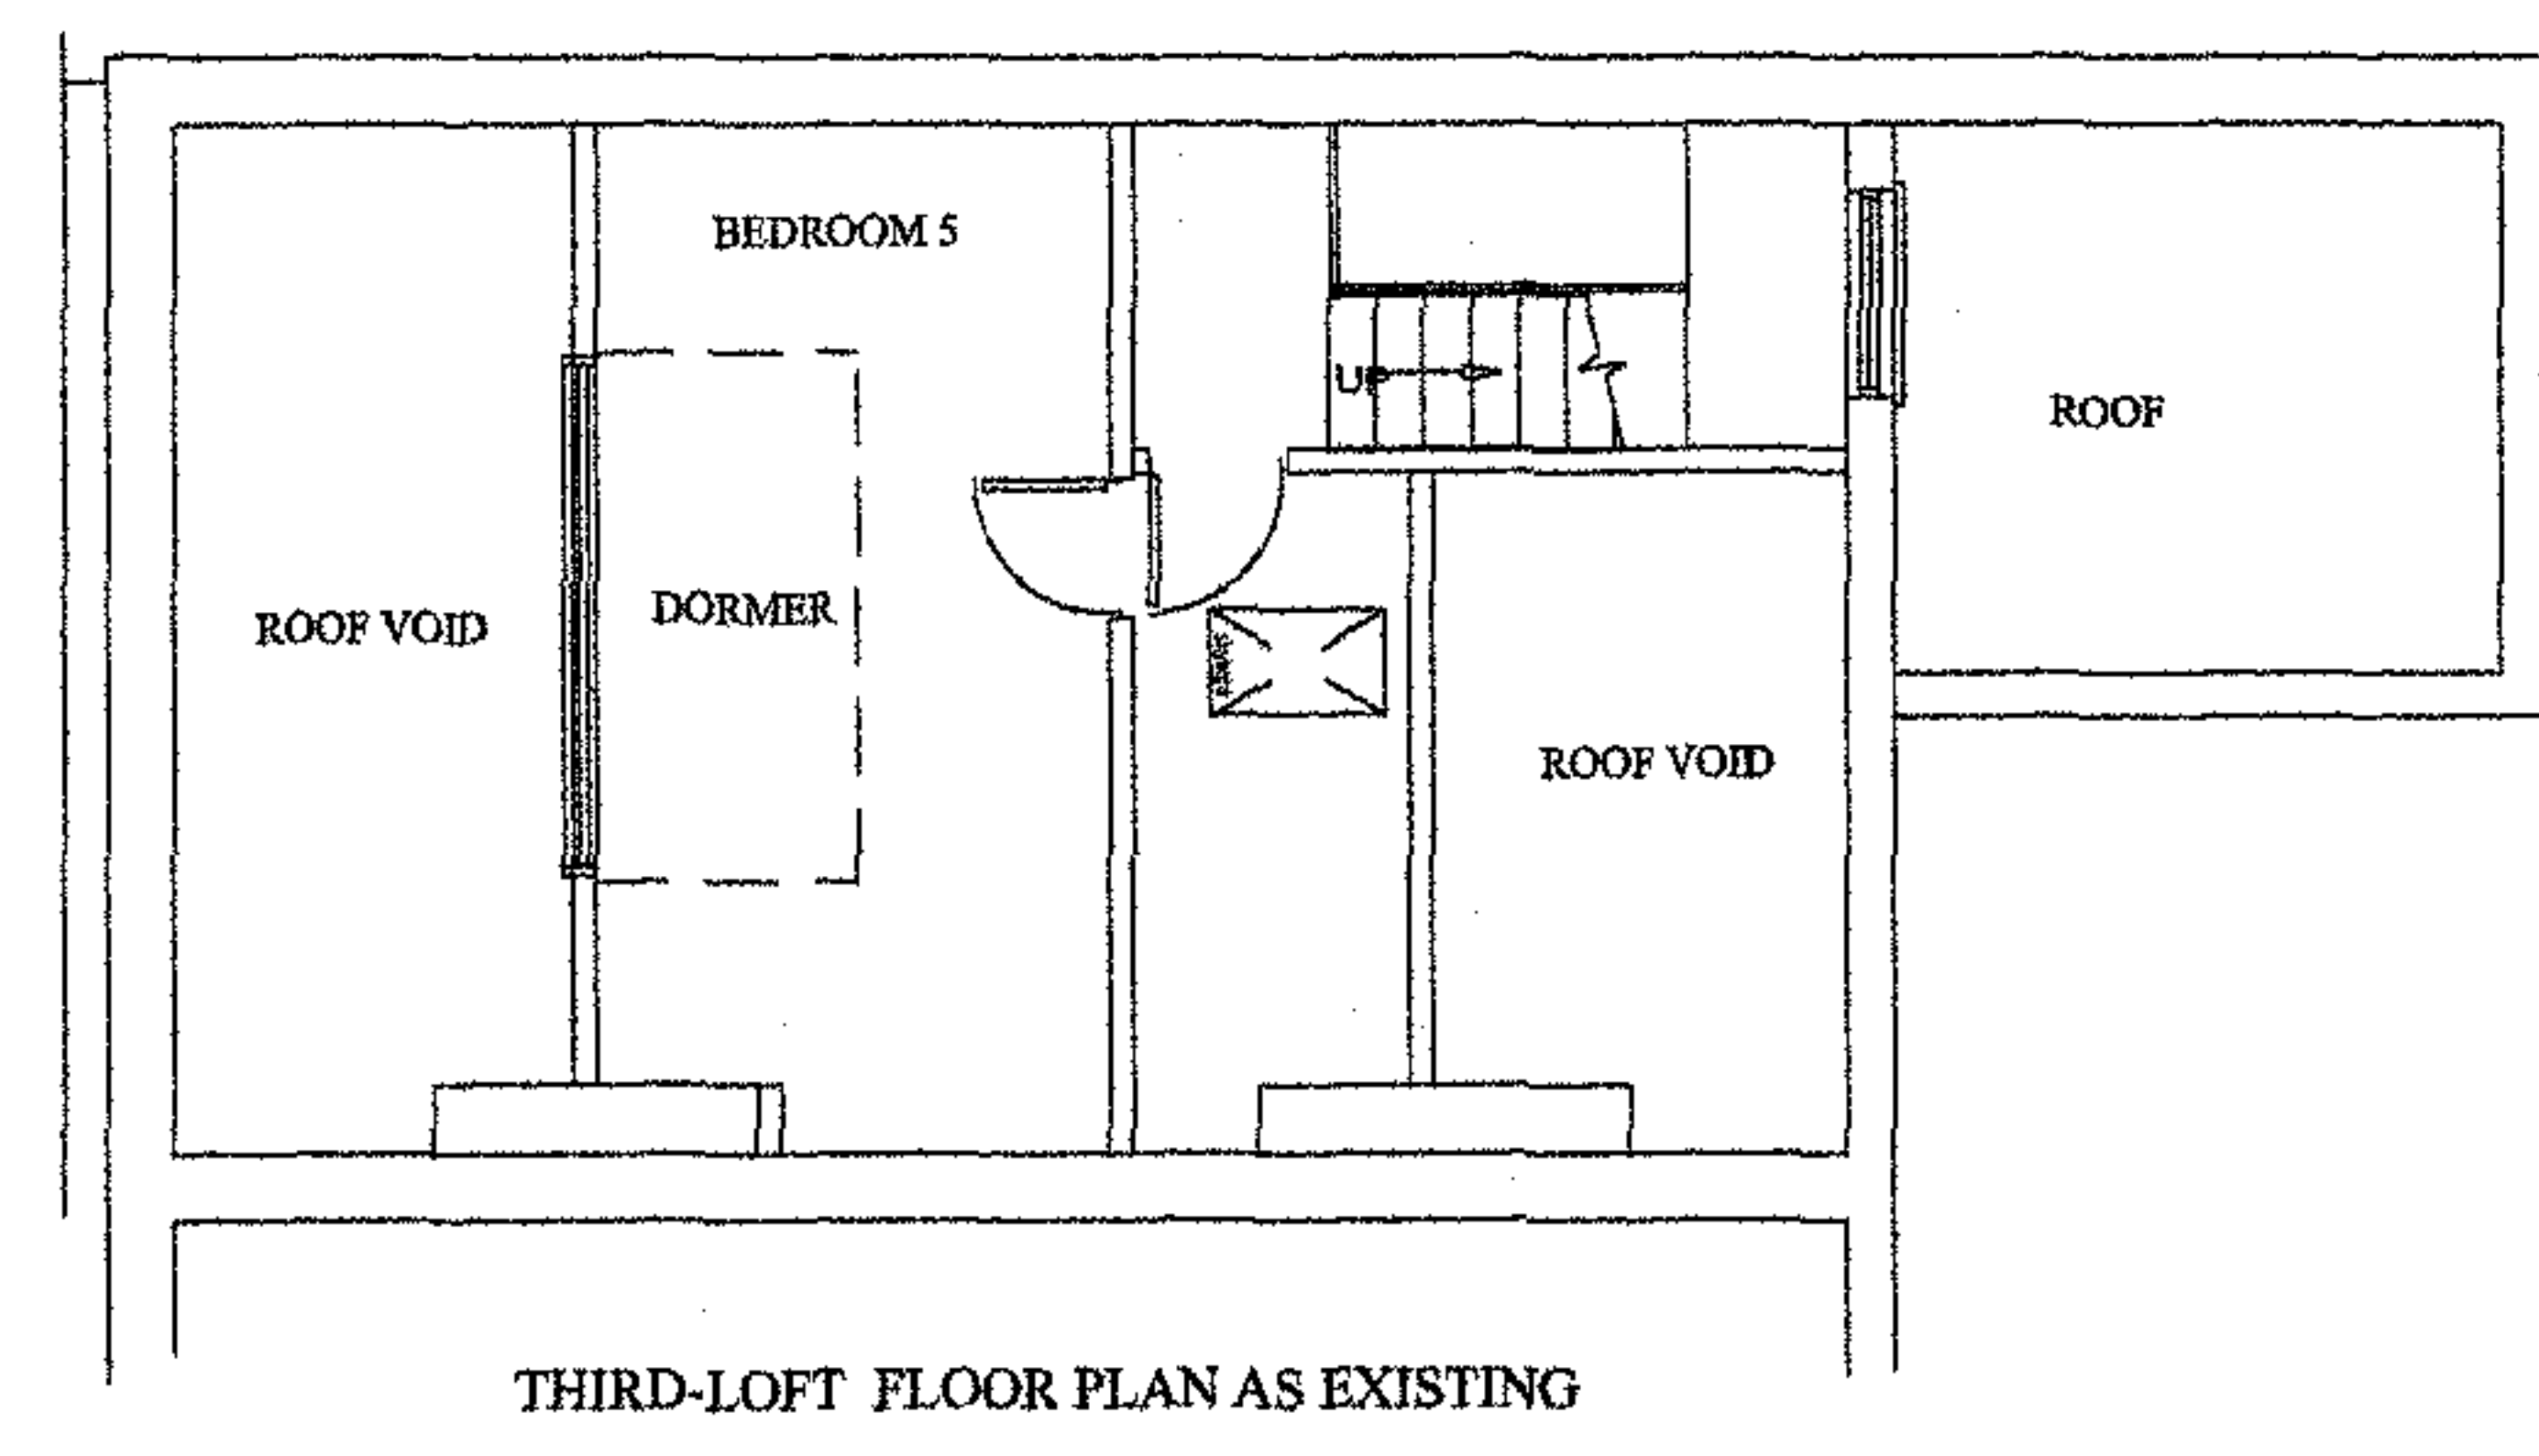 BEDROOM 5
UP
ROOF
DORMER
ROOF VOID
ROOF VOID
THIRD-LOFT FLOOR PLAN AS EXISTING